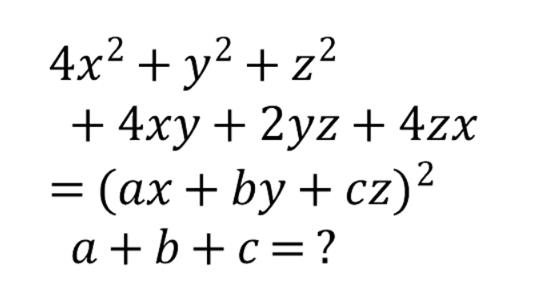 4x² + y² + z²
+ 4xy + 2yz + 4zx
= (ax + by + cz)²
a + b + c = ?